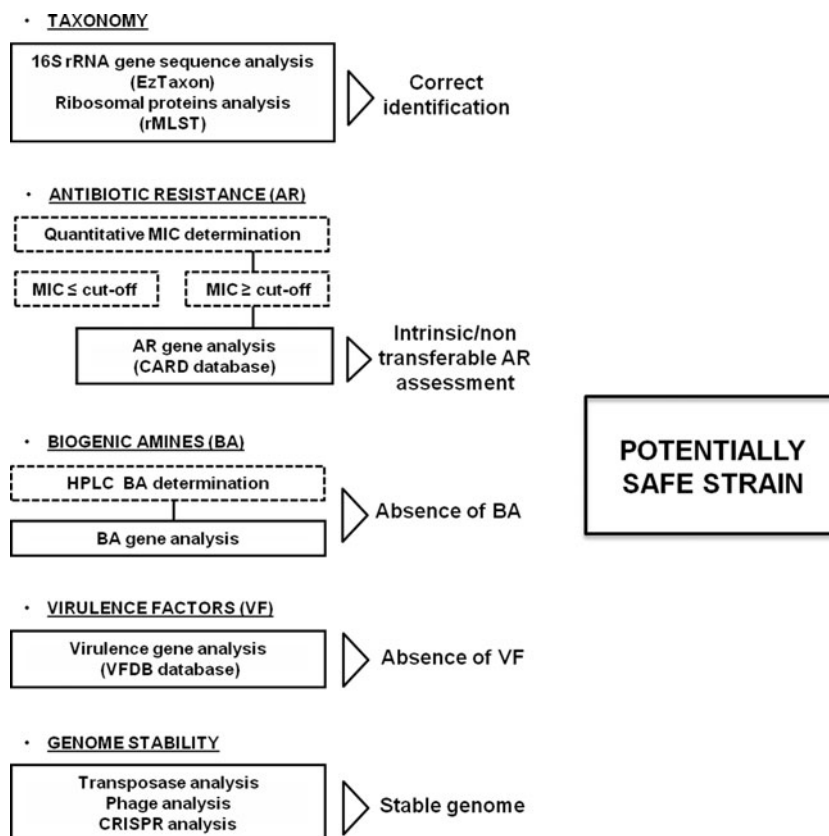 · TAXONOMY
16S rRNA gene sequence analysis
(EzTaxon)
Ribosomal proteins analysis
(rMLST)
Correct
identification
· ANTIBIOTIC RESISTANCE (AR)
Quantitative MIC determination
MIC ≤ cut-off
MIC ≥ cut-off
AR gene analysis
(CARD database)
Intrinsic/non
transferable AR
assessment
· BIOGENIC AMINES (BA)
HPLC BA determination
BA gene analysis
Absence of BA
· VIRULENCE FACTORS (VF)
Virulence gene analysis
(VFDB database)
Absence of VF
· GENOME STABILITY
Transposase analysis
Phage analysis
CRISPR analysis
Stable genome
POTENTIALLY
SAFE STRAIN